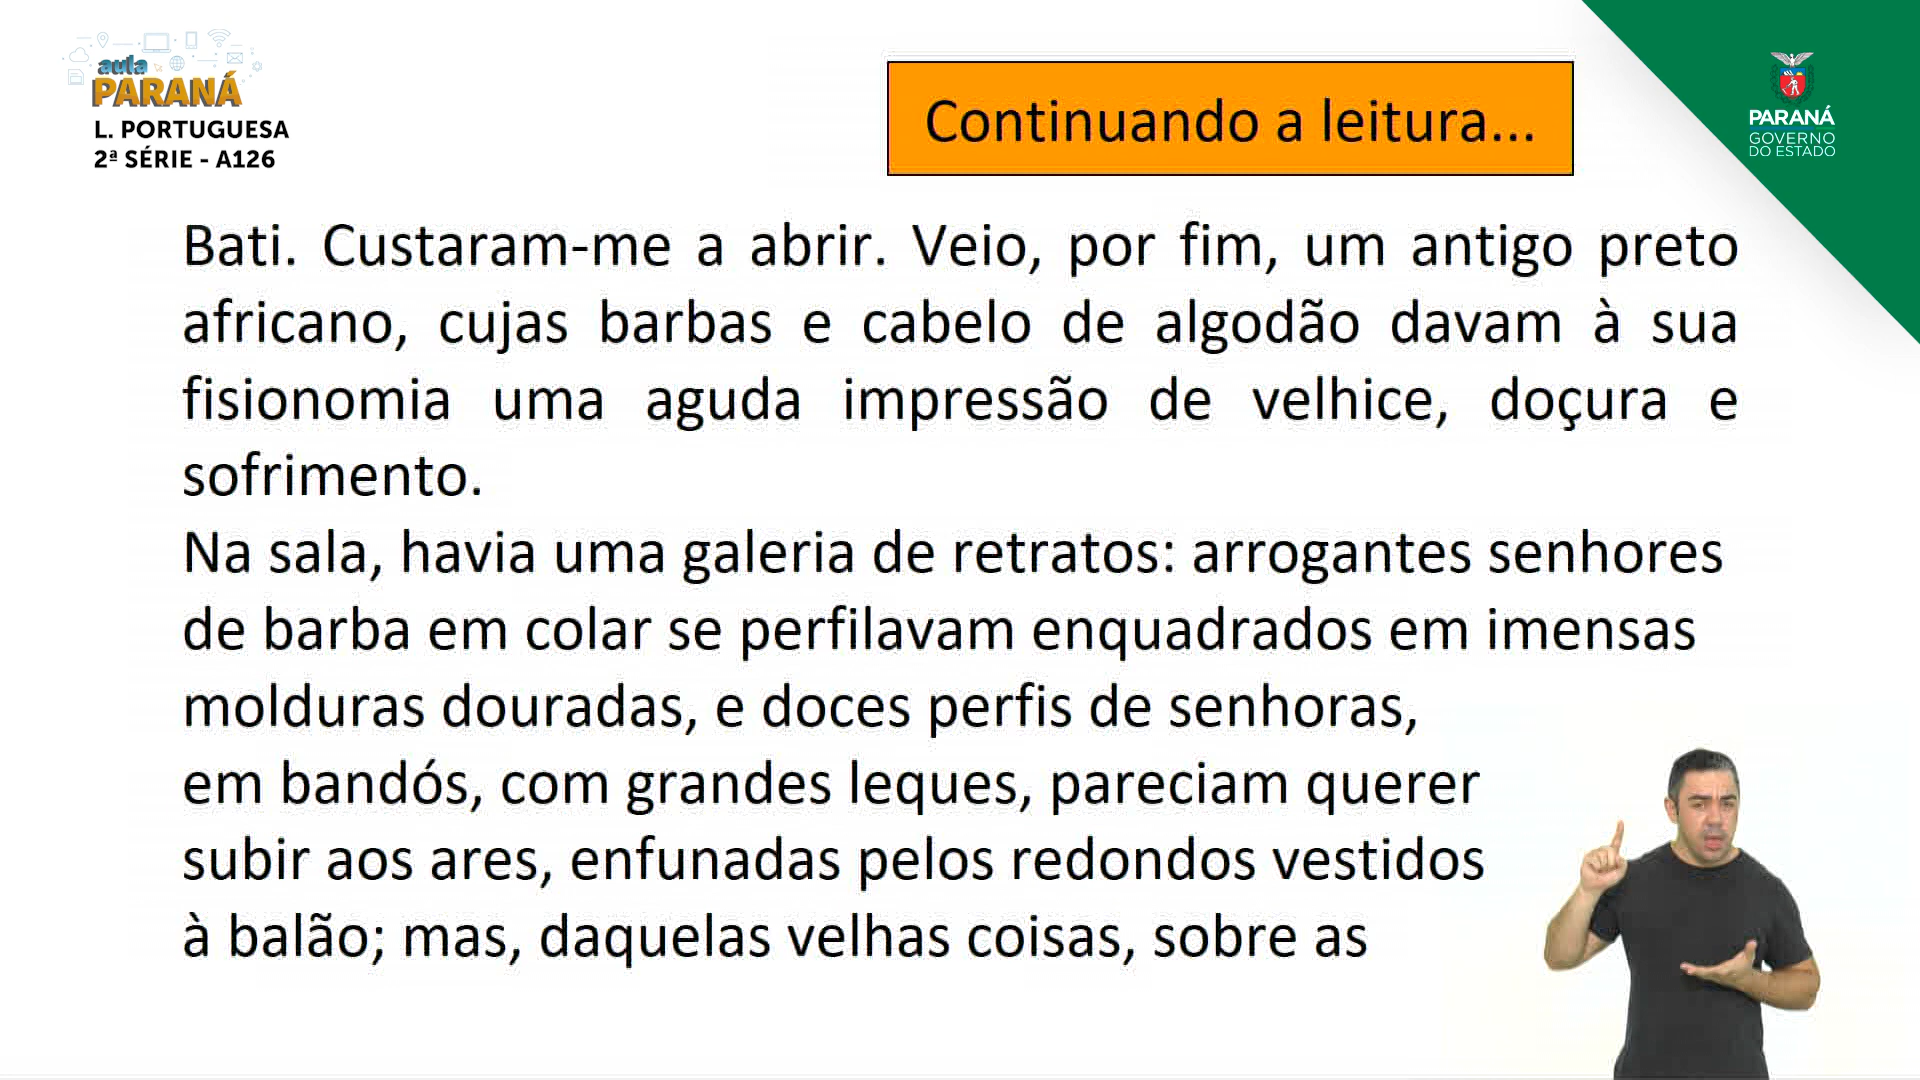 aula
PARANÁ
L. PORTUGUESA
2ª SÉRIE - A126
Continuando a leitura...
PARANÁ
GOVERNO
DO ESTADO
Bati. Custaram-me a abrir. Veio, por fim, um antigo preto
africano, cujas barbas e cabelo de algodão davam à sua
fisionomia uma aguda impressão de velhice, doçura e
sofrimento.
Na sala, havia uma galeria de retratos: arrogantes senhores
de barba em colar se perfilavam enquadrados em imensas
molduras douradas, e doces perfis de senhoras,
em bandós, com grandes leques, pareciam querer
subir aos ares, enfunadas pelos redondos vestidos
à balão; mas, daquelas velhas coisas, sobre as